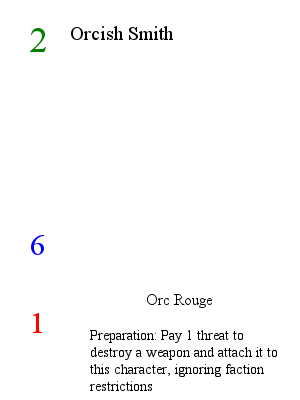 2 Orcish Smith
6
Orc Rouge
1
Preparation: Pay 1 threat to
destroy a weapon and attach it to
this character, ignoring faction
restrictions